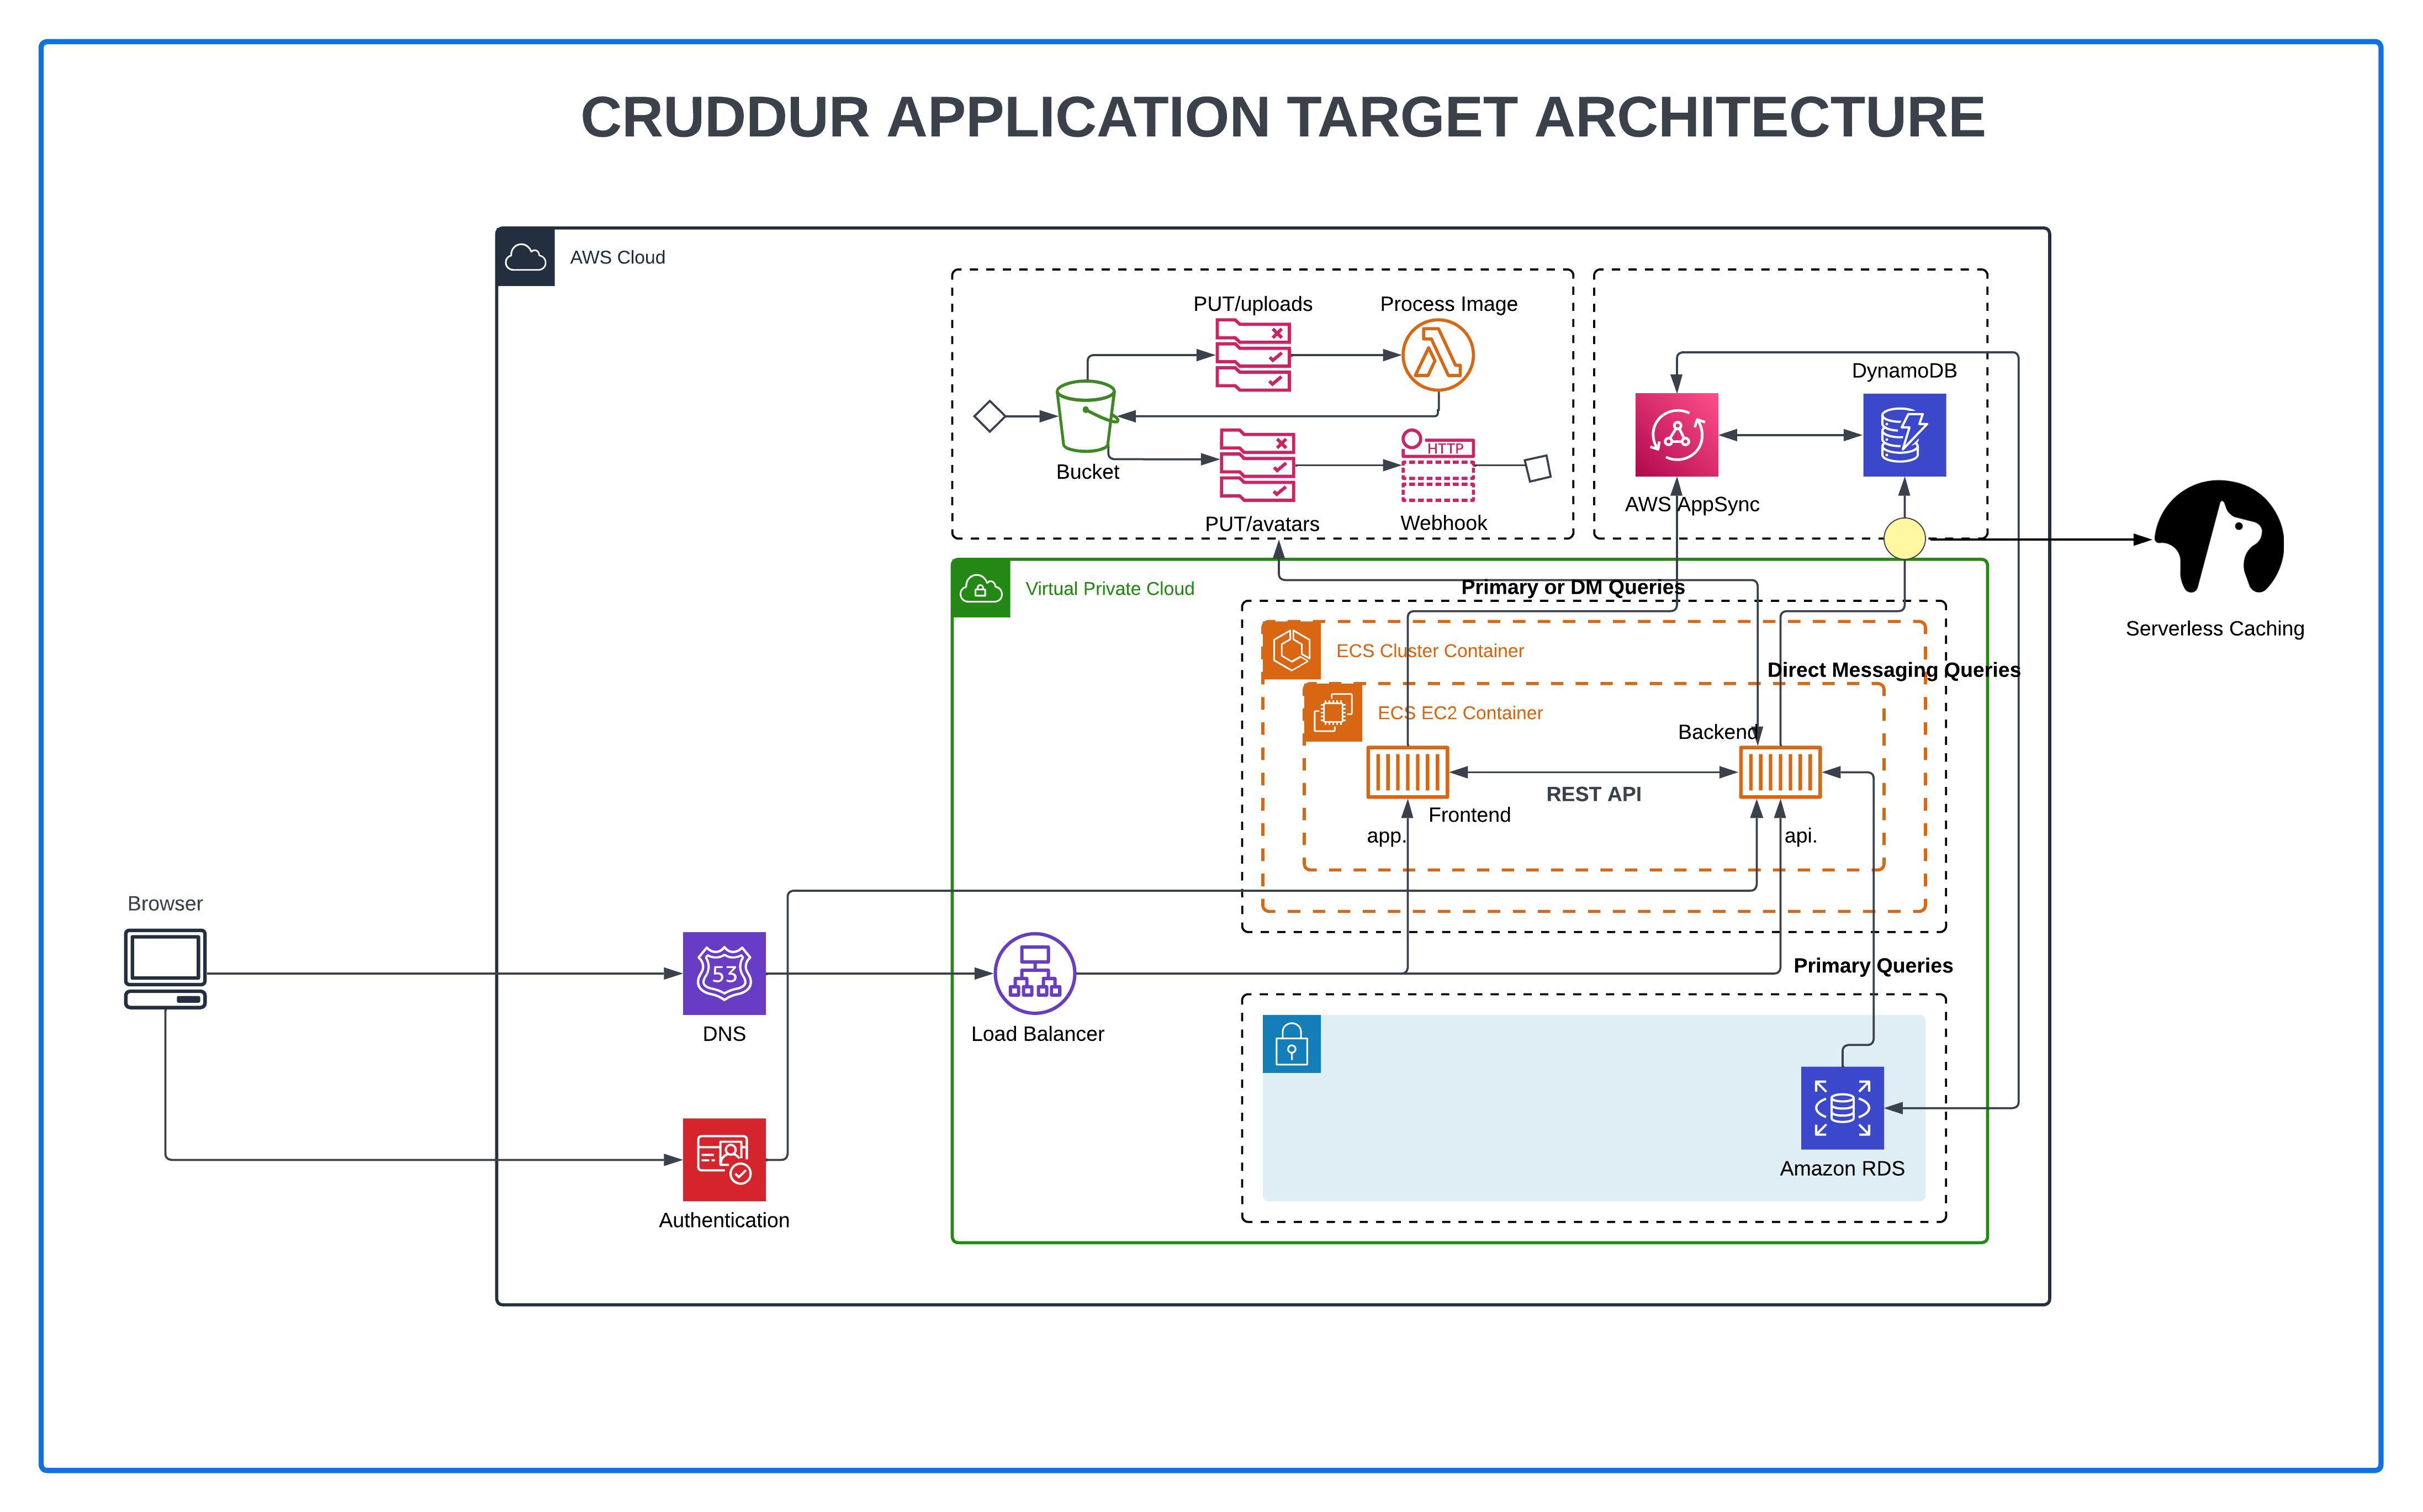 CRUDDUR APPLICATION TARGET ARCHITECTURE
AWS Cloud
PUT/uploads
Process Image
DynamoDB
HTTP
Bucket
PUT/avatars
Webhook
AWS AppSync
Virtual Private Cloud
Primary or DM Queries
Serverless Caching
ECS Cluster Container
Direct Messaging Queries
ECS EC2 Container
Backend
REST API
Frontend
app.
api.
Browser
53
DNS
Load Balancer
Primary Queries
Amazon RDS
Authentication